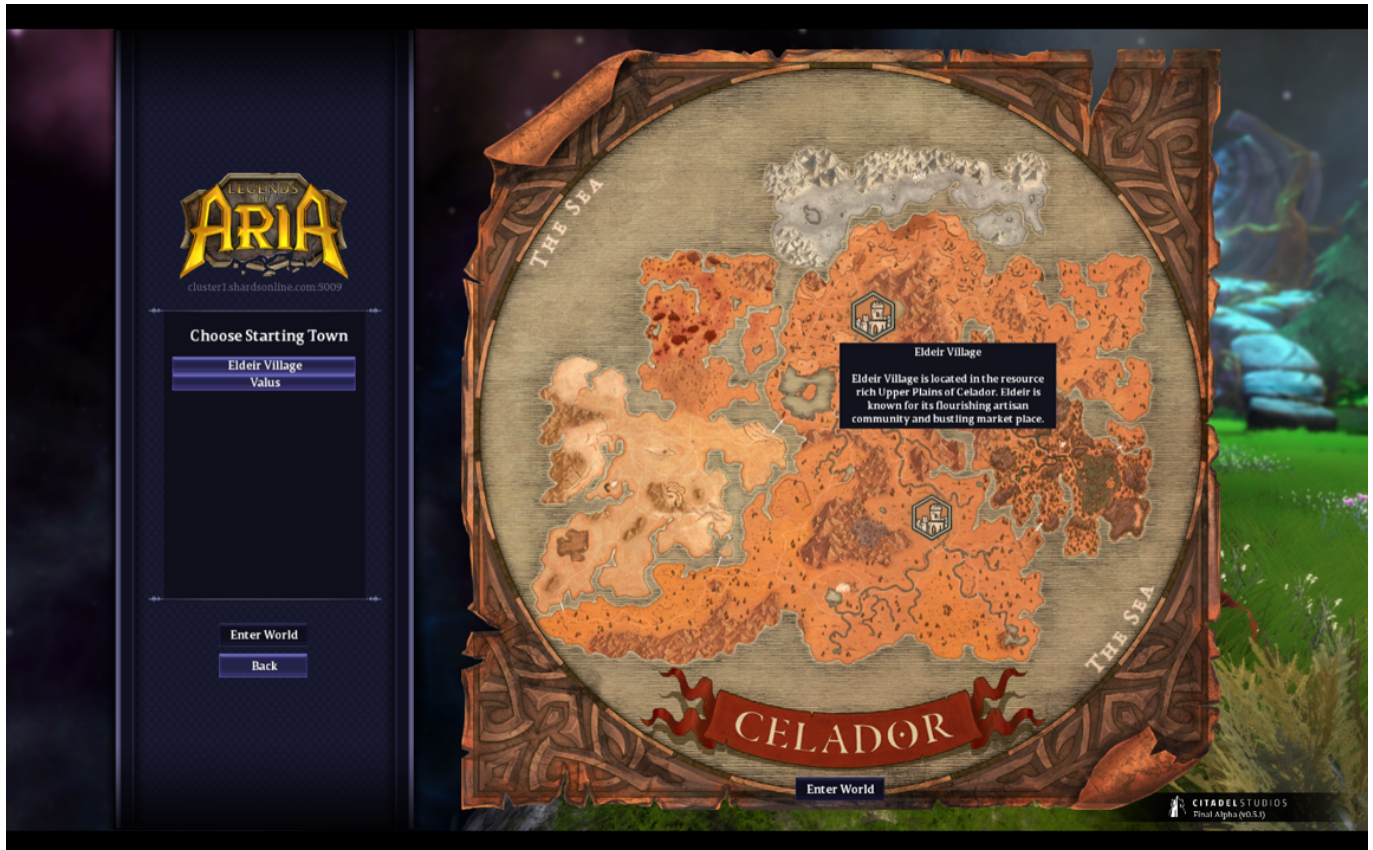 LEGENDS
OF
ARIA
cluster1.shardsonline.com:5009
Choose Starting Town
Eldeir Village
Valus
Enter World
Back
THE SEA
Eldeir Village
Eldeir Village is located in the resource
rich Upper Plains of Celador. Eldeir is
known for its flourishing artisan
community and bustling market place.
THE SEA
CELADOR
Enter World
CITADELSTUDIOS
Final Alpha (v0.5.1)